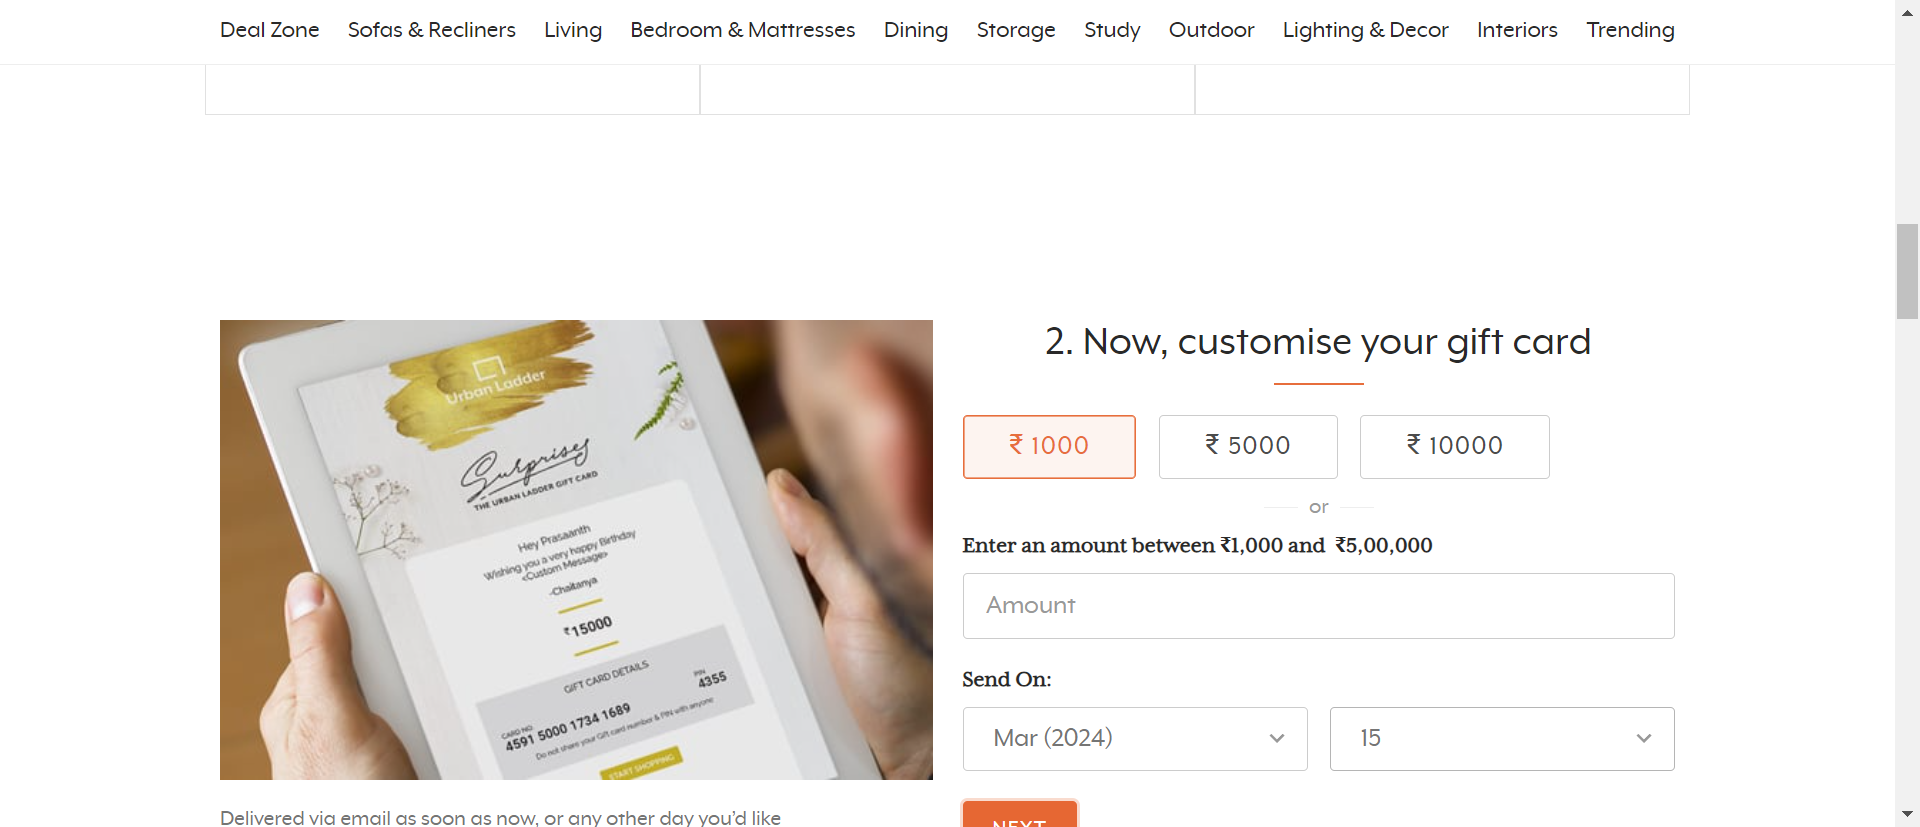 Deal Zone Sofas & Recliners Living Bedroom & Mattresses Dining Storage Study Outdoor Lighting & Decor Interiors Trending
Urban Ladder
Surprises
THE URBAN LADDER GIFT CARD
Hey Prasaanth
Wishing you a very happy Birthday
<Custom Message>
-Chaitanya
₹15000
GIFT CARD DETAILS
CARD NO. PIN
4591 5000 1734 1689 4355
Do not share your Gift card number & PIN with anyone
START SHOPPING
Delivered via email as soon as now, or any other day you'd like
2. Now, customise your gift card
₹ 1000 ₹ 5000 ₹ 10000
or
Enter an amount between ₹1,000 and ₹5,00,000
Amount
Send On:
Mar (2024) 15
NEXT